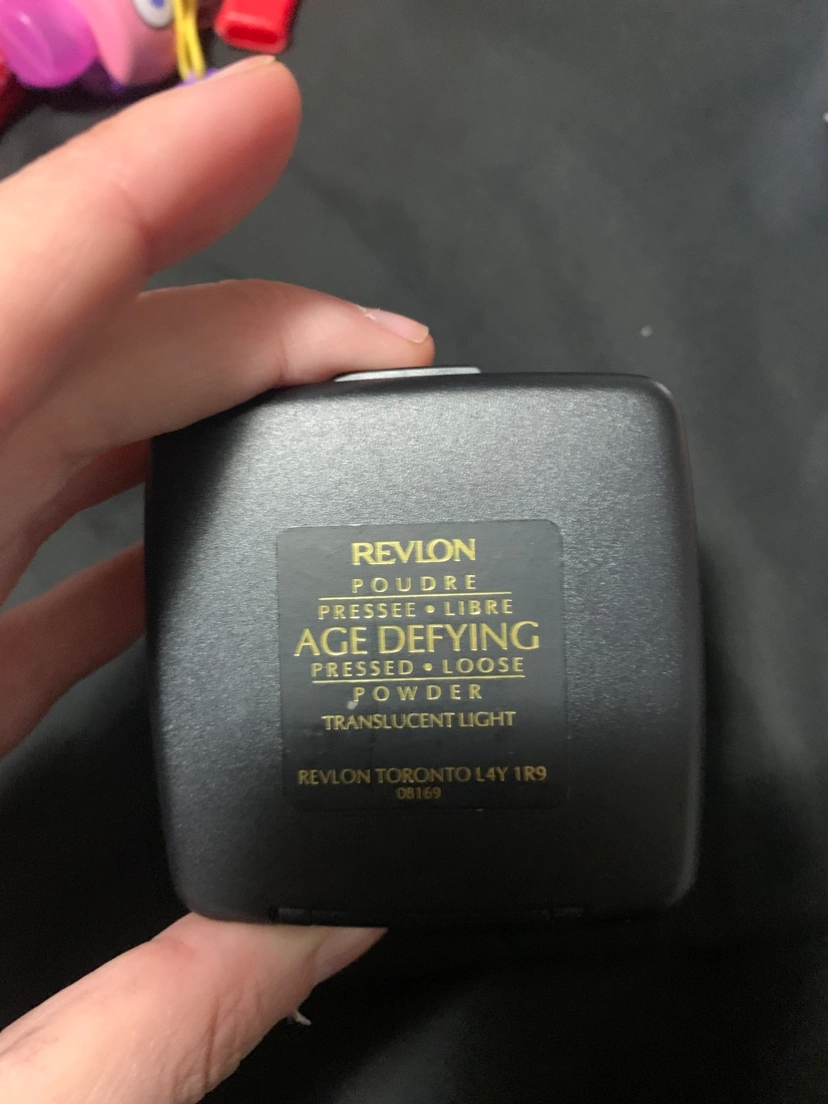 REVLON
POUDRE
PRESSEE • LIBRE
AGE DEFYING
PRESSED • LOOSE
POWDER
TRANSLUCENT LIGHT
REVLON TORONTO L4Y 1R9
08169